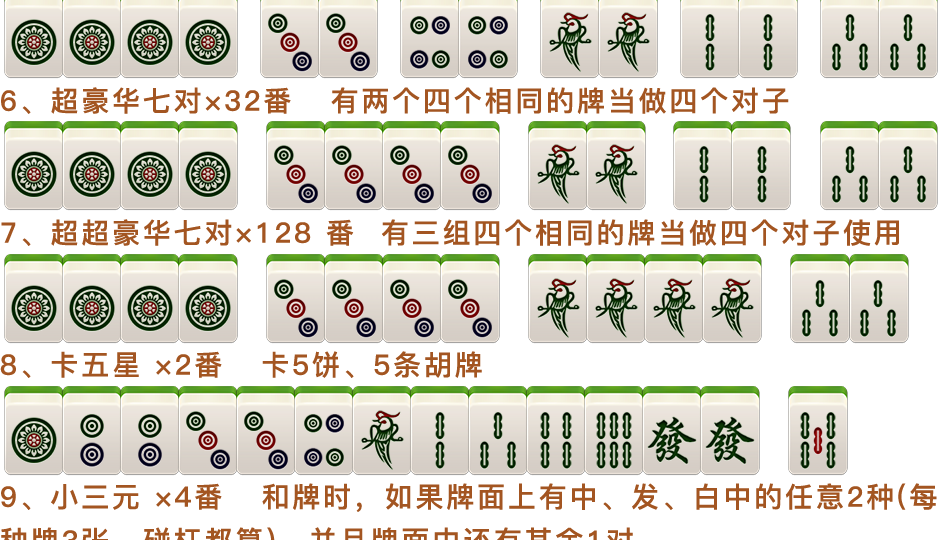 6、超豪华七对×32番 有两个四个相同的牌当做四个对子
7、超超豪华七对×128 番 有三组四个相同的牌当做四个对子使用
8、卡五星 ×2番 卡5饼、5条胡牌
發 發
9、小三元 ×4番 和牌时，如果牌面上有中、发、白中的任意2种(每
种牌3张，碰杠都算)，并且牌面中还有其余1对